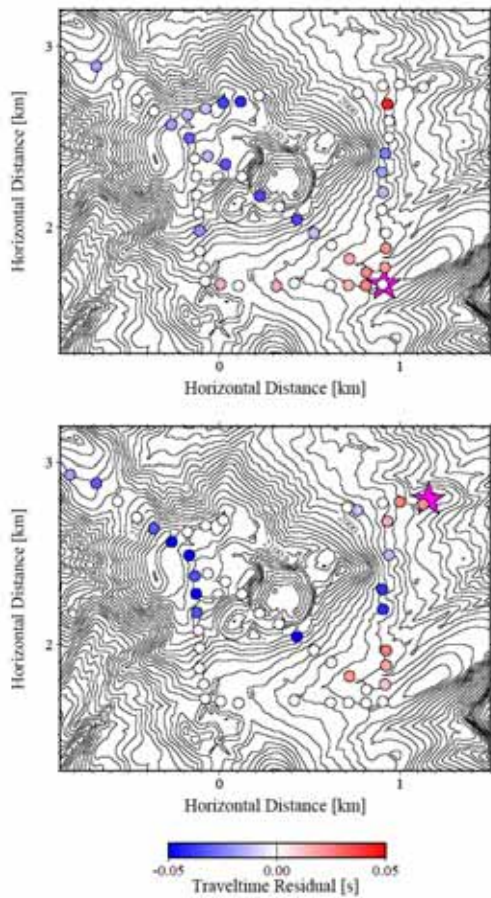 3
Horizontal Distance [km]
2
0
1
Horizontal Distance [km]
3
Horizontal Distance [km]
2
0
1
Horizontal Distance [km]
-0.05
0.00
0.05
Traveltime Residual [s]